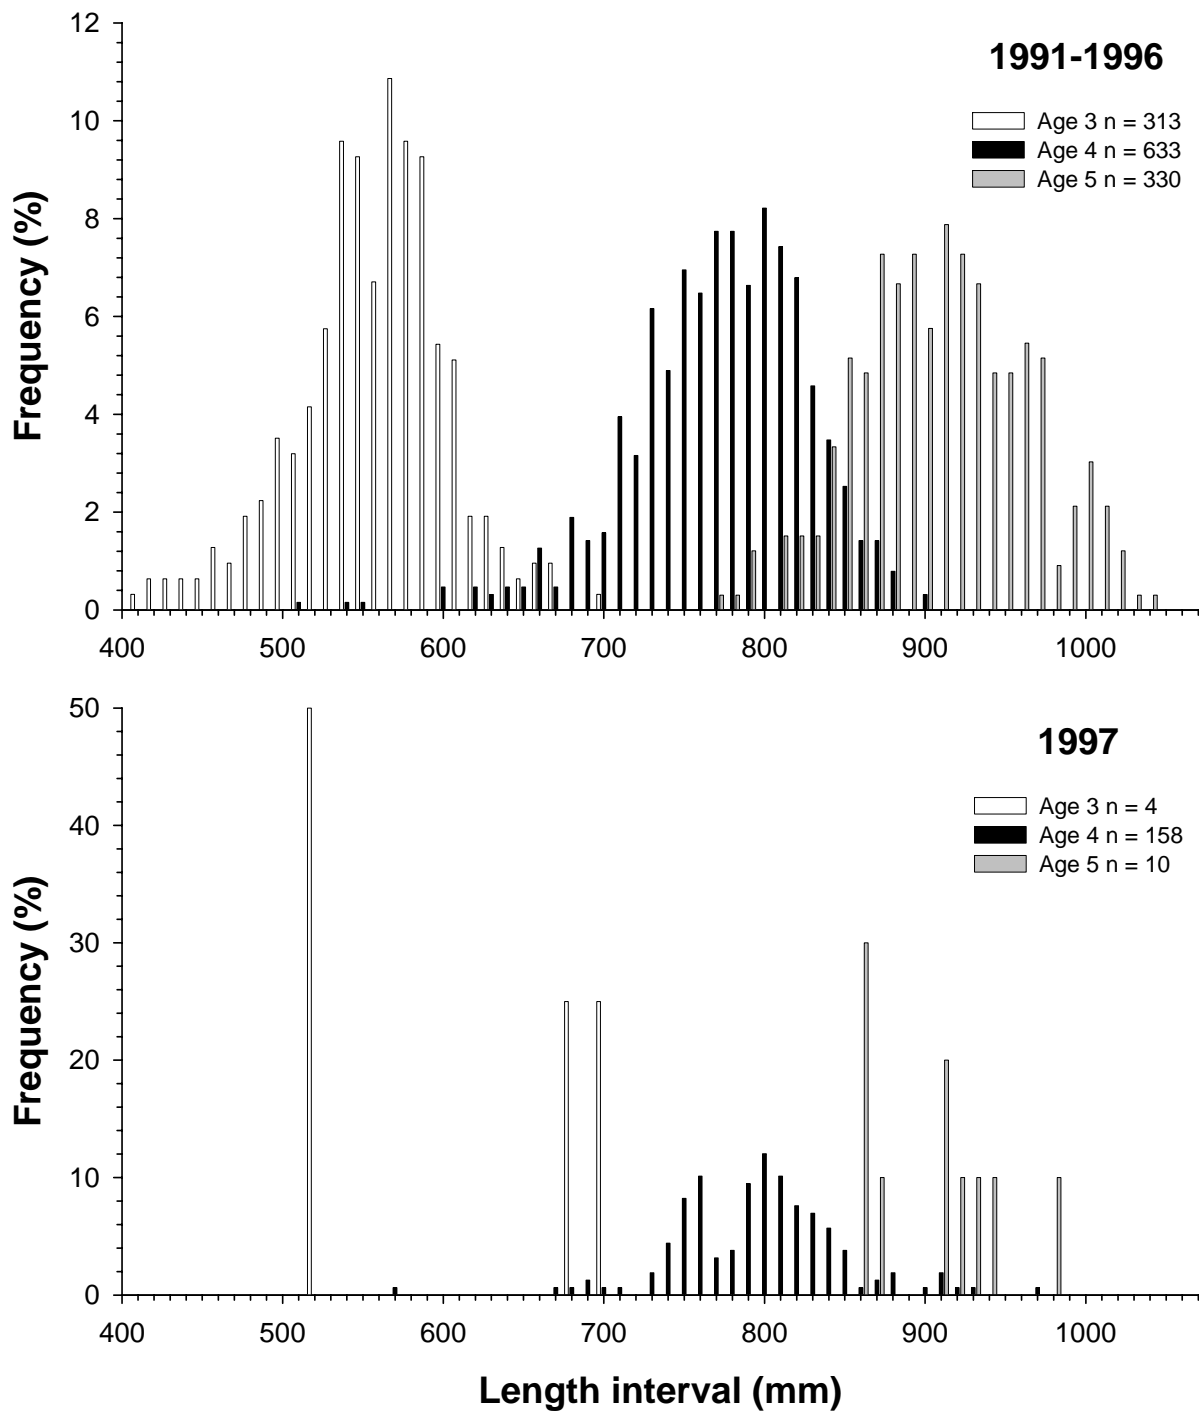 12
10
8
6
4
2
0
Frequency (%)
1991-1996
Age 3 n = 313
Age 4 n = 633
Age 5 n = 330
400 500 600 700 800 900 1000
50
40
30
20
10
0
Frequency (%)
1997
Age 3 n = 4
Age 4 n = 158
Age 5 n = 10
400 500 600 700 800 900 1000
Length interval (mm)